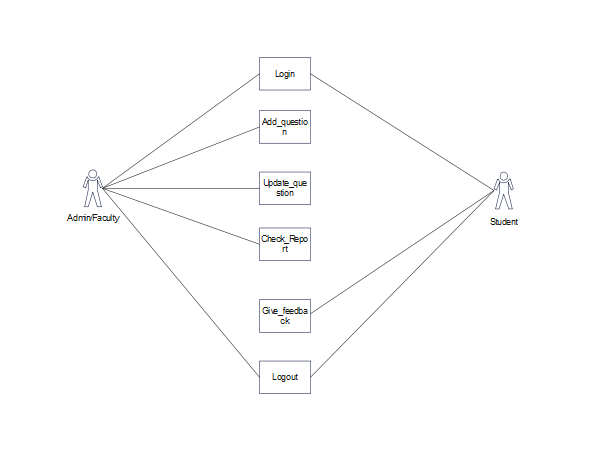 Login
Add_questio
n
Update_que
stion
Admin/Faculty
Student
Check_Repo
rt
Give_feedba
ck
Logout